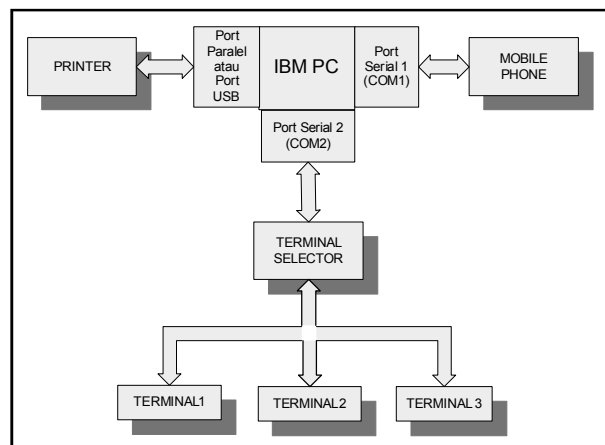 PRINTER
Port
Paralel
atau
Port
USB
IBM PC
Port
Serial 1
(COM1)
MOBILE
PHONE
Port Serial 2
(COM2)
TERMINAL
SELECTOR
TERMINAL1
TERMINAL2
TERMINAL 3